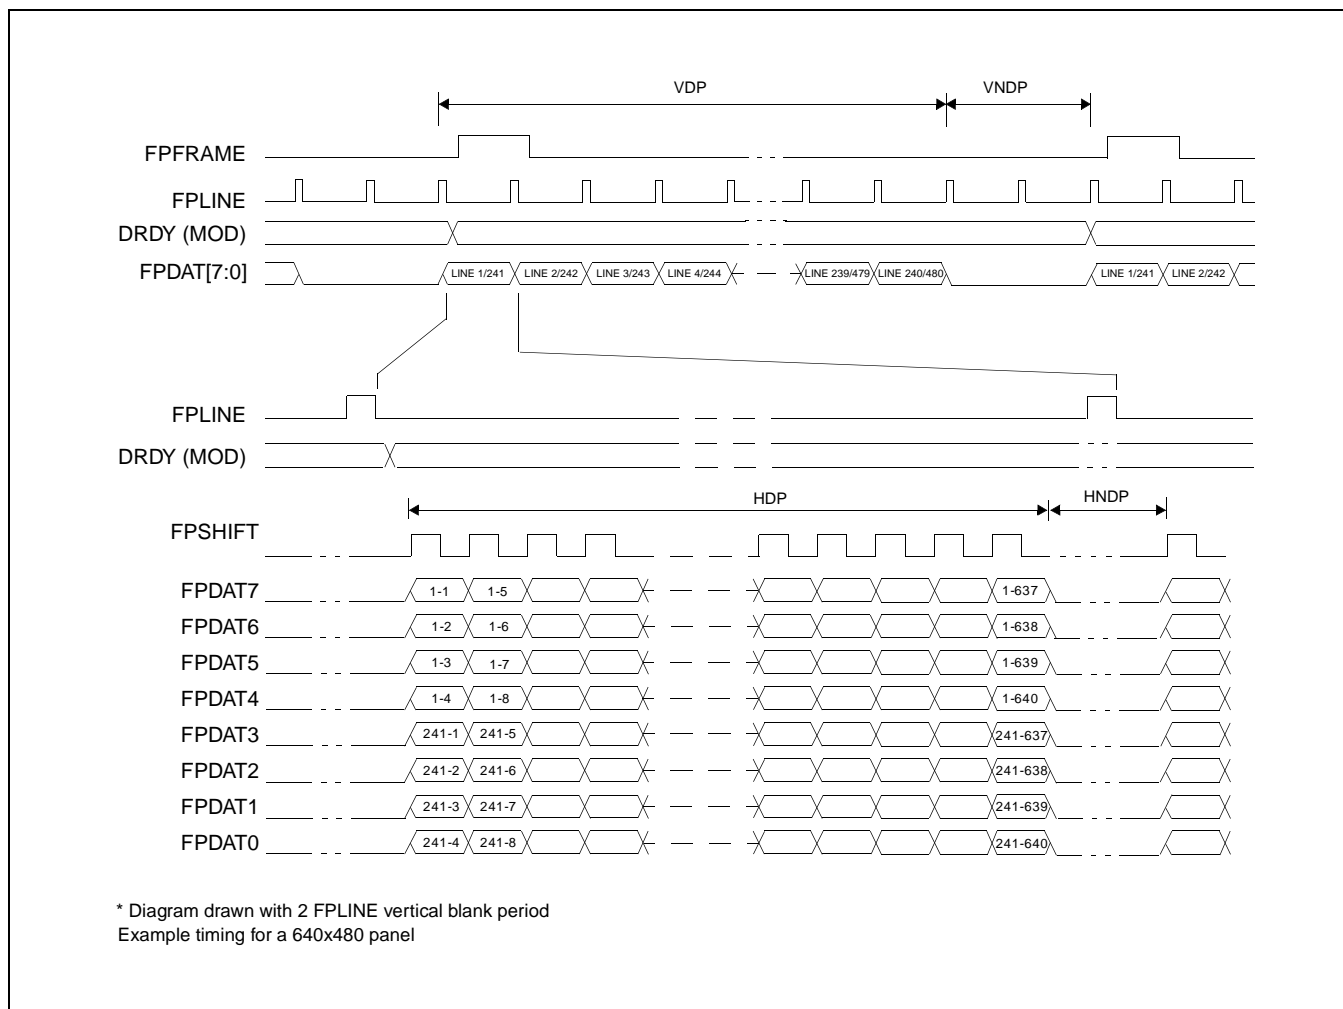 VDP VNDP
FPFRAME
FPLINE
DRDY (MOD)
FPDAT[7:0] LINE 1/241 LINE 2/242 LINE 3/243 LINE 4/244 LINE 239/479 LINE 240/480 LINE 1/241 LINE 2/242
FPLINE
DRDY (MOD)
HDP HNDP
FPSHIFT
FPDAT7 1-1 1-5 1-637
FPDAT6 1-2 1-6 1-638
FPDAT5 1-3 1-7 1-639
FPDAT4 1-4 1-8 1-640
FPDAT3 241-1 241-5 241-637
FPDAT2 241-2 241-6 241-638
FPDAT1 241-3 241-7 241-639
FPDAT0 241-4 241-8 241-640
* Diagram drawn with 2 FPLINE vertical blank period
Example timing for a 640x480 panel